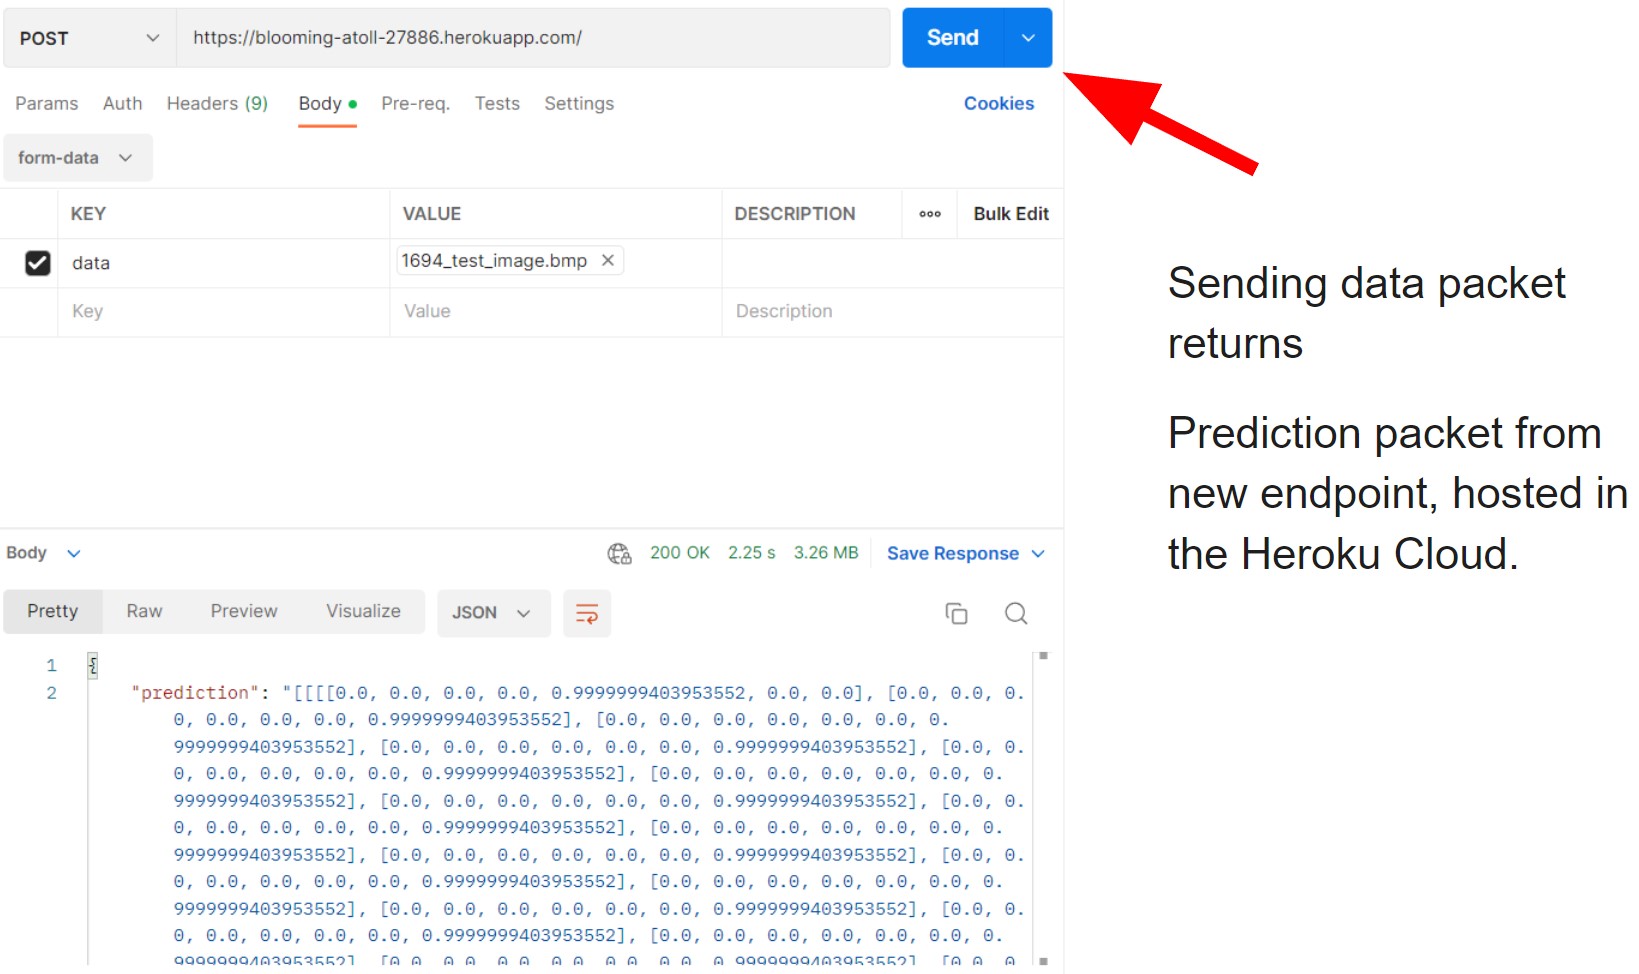 POST https://blooming-atoll-27886.herokuapp.com/ Send
Params Auth Headers (9) Body Pre-req. Tests Settings Cookies
form-data
KEY VALUE DESCRIPTION ooo Bulk Edit
data 1694_test_image.bmp ✕
Key Value Description
Sending data packet
returns
Prediction packet from
new endpoint, hosted in
the Heroku Cloud.
Body 200 OK 2.25 s 3.26 MB Save Response
Pretty Raw Preview Visualize JSON
1 {
2 "prediction": "[[[[0.0, 0.0, 0.0, 0.0, 0.9999999403953552, 0.0, 0.0], [0.0, 0.0, 0.
0, 0.0, 0.0, 0.0, 0.9999999403953552], [0.0, 0.0, 0.0, 0.0, 0.0, 0.0, 0.
9999999403953552], [0.0, 0.0, 0.0, 0.0, 0.0, 0.0, 0.9999999403953552], [0.0, 0.
0, 0.0, 0.0, 0.0, 0.0, 0.9999999403953552], [0.0, 0.0, 0.0, 0.0, 0.0, 0.0, 0.
9999999403953552], [0.0, 0.0, 0.0, 0.0, 0.0, 0.0, 0.9999999403953552], [0.0, 0.
0, 0.0, 0.0, 0.0, 0.0, 0.9999999403953552], [0.0, 0.0, 0.0, 0.0, 0.0, 0.0, 0.
9999999403953552], [0.0, 0.0, 0.0, 0.0, 0.0, 0.0, 0.9999999403953552], [0.0, 0.
0, 0.0, 0.0, 0.0, 0.0, 0.9999999403953552], [0.0, 0.0, 0.0, 0.0, 0.0, 0.0, 0.
9999999403953552], [0.0, 0.0, 0.0, 0.0, 0.0, 0.0, 0.9999999403953552], [0.0, 0.
0, 0.0, 0.0, 0.0, 0.0, 0.9999999403953552], [0.0, 0.0, 0.0, 0.0, 0.0, 0.0, 0.
9999999403953552], [0.0, 0.0, 0.0, 0.0, 0.0, 0.0, 0.9999999403953552], [0.0, 0.